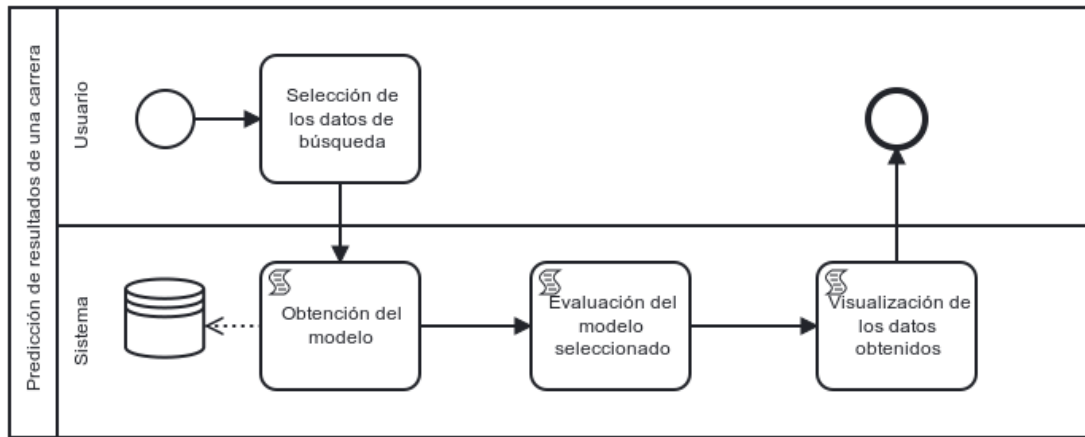 Predicción de resultados de una carrera
Usuario
Selección de
los datos de
búsqueda
Sistema
Obtención del
modelo
Evaluación del
modelo
seleccionado
Visualización de
los datos
obtenidos